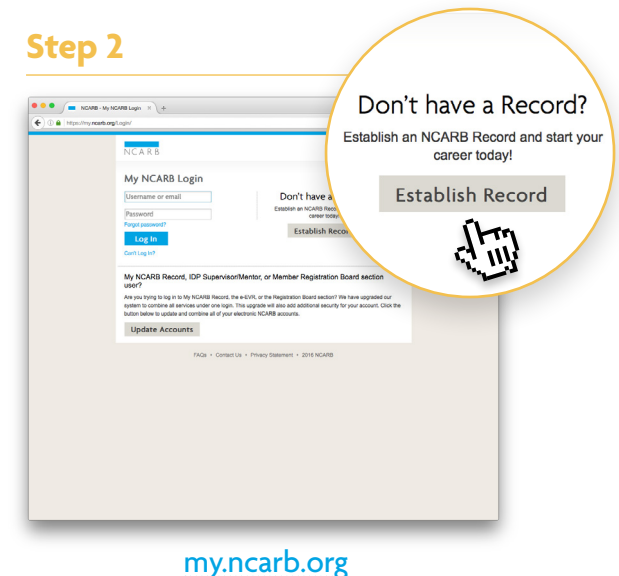 Step 2
Don't have a Record?
Establish an NCARB Record and start your
career today!
Establish Record
NCARB - My NCARB Login
https://my.ncarb.org/Login/
NCARB
My NCARB Login
Username or email
Password
Forgot password?
Log In
Can't Log In?
Don't have a
Establish an NCARB Reco
career today
Establish Recor
My NCARB Record, IDP Supervisor/Mentor, or Member Registration Board section
user?
Are you trying to log in to My NCARB Record, the e-EVR, or the Registration Board section? We have upgraded our
system to combine all services under one login. This upgrade will also add additional security for your account. Click the
button below to update and combine all of your electronic NCARB accounts.
Update Accounts
FAQs • Contact Us • Privacy Statement • 2016 NCARB
my.ncarb.org